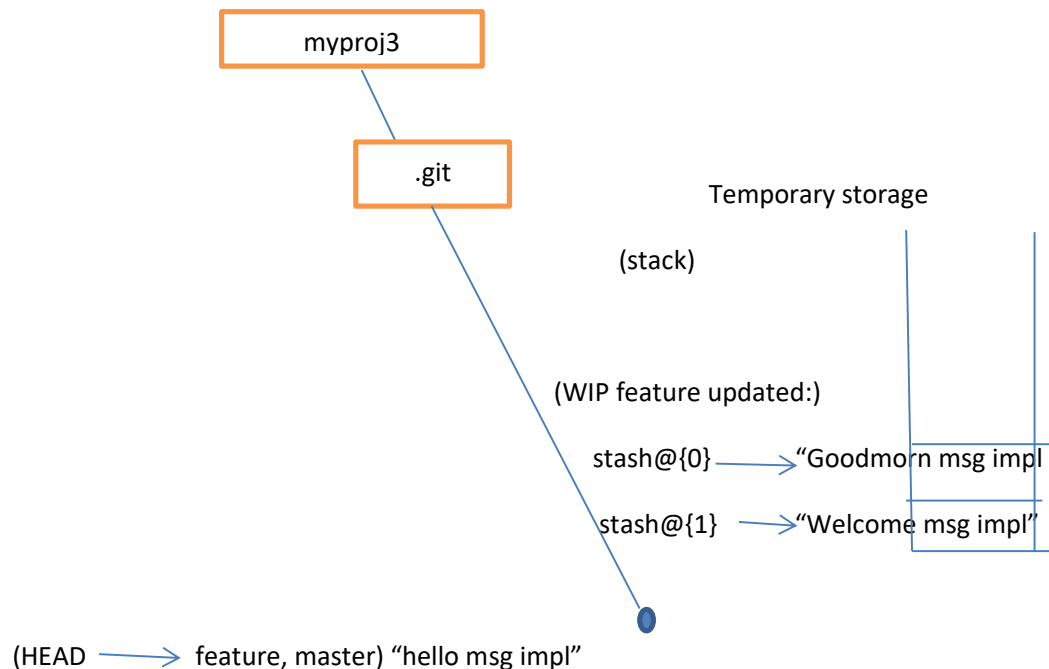 myproj3
.git
Temporary storage
(stack)
(WIP feature updated:)
stash@{0} “Goodmorn msg impl
stash@{1} “Welcome msg impl”
(HEAD feature, master) “hello msg impl”